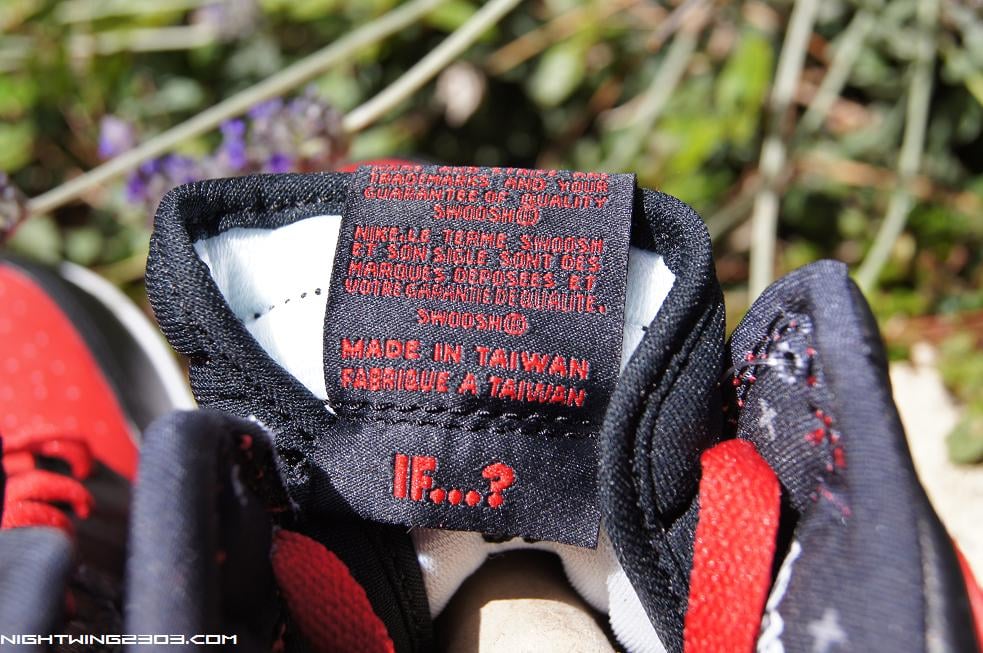 TRADEMARKS AND YOUR
GUARANTEE OF QUALITY
SWOOSH®
NIKE.LE TERME SWOOSH
ET SON SIGLE SONT DES
MARQUES DEPOSEES ET
VOTRE GARANTIE DE QUALITE.
SWOOSH®
MADE IN TAIWAN
FABRIQUE A TAIWAN
IF...?
NIGHTWING2303.COM